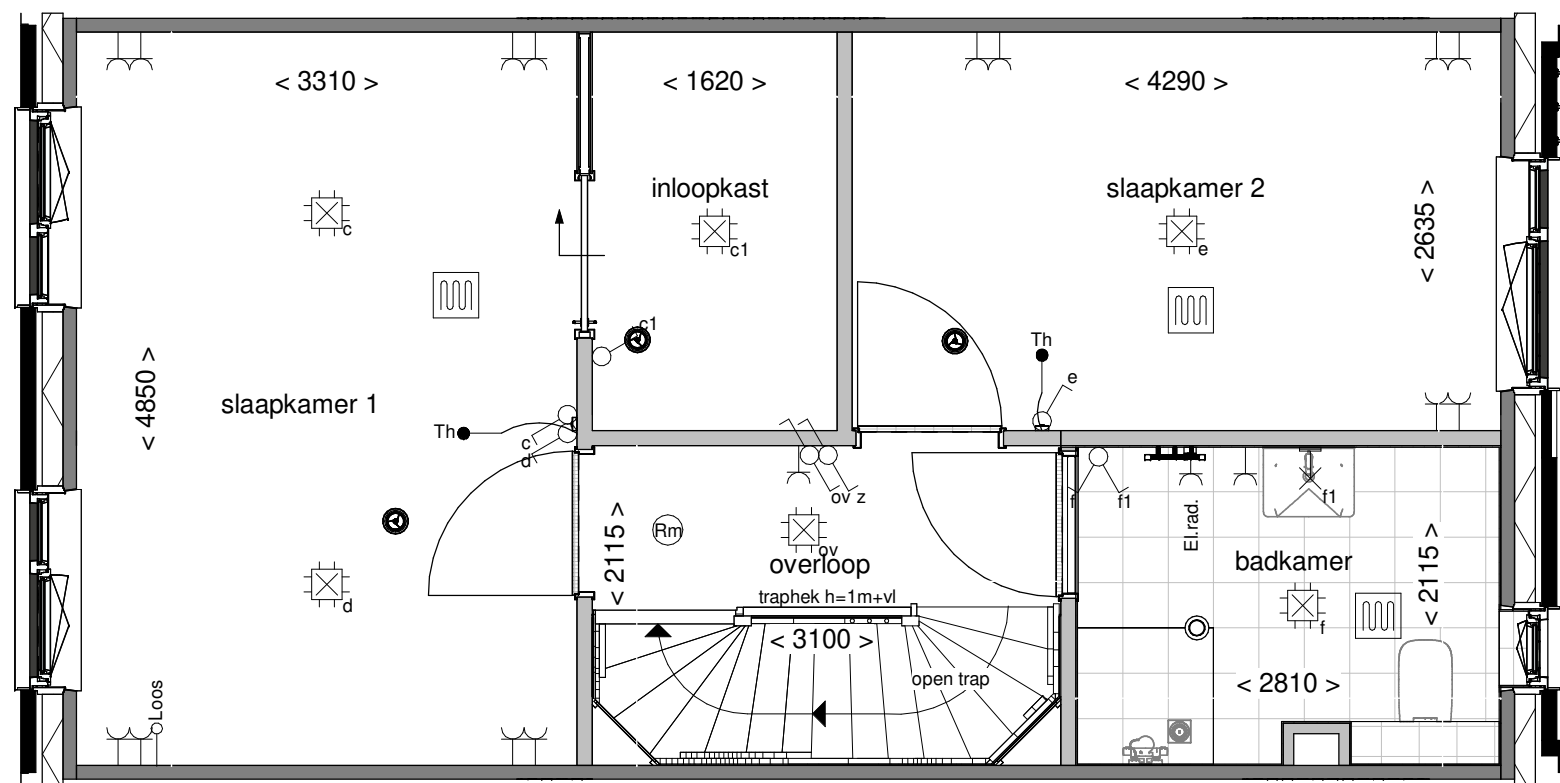 < 3310 >
< 1620 >
< 4290 >
inloopkast
slaapkamer 2
c
c1
e
< 2635 >
c1
Th
e
< 4850 >
slaapkamer 1
Th
c
d
ov z
f
f1
f1
El.rad.
Rm
ov
overloop
< 2115 >
traphek h=1m+vl
badkamer
< 2115 >
d
f
< 3100 >
open trap
< 2810 >
Loos